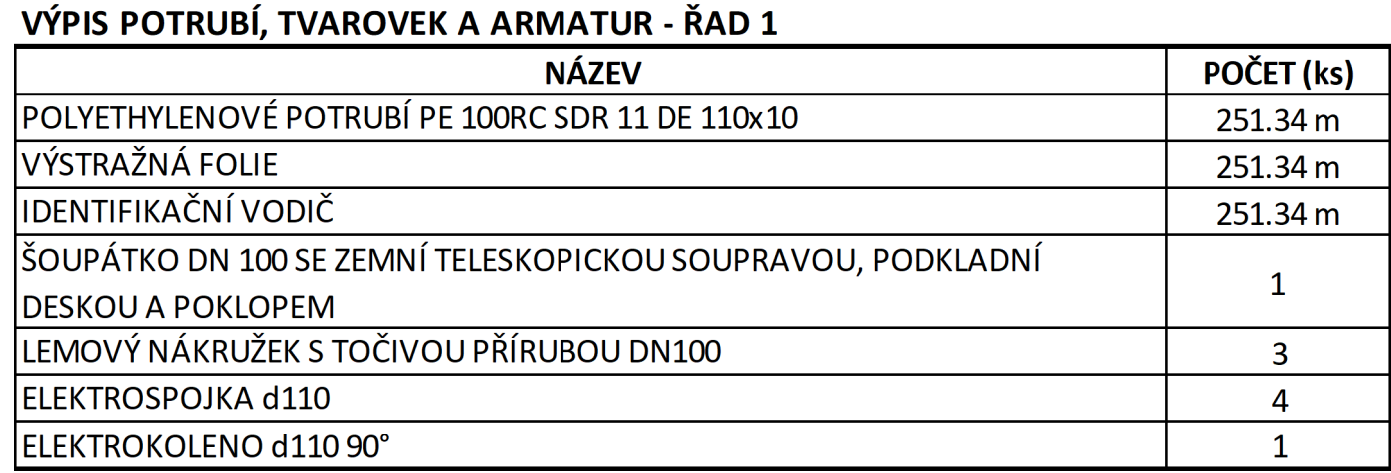 VÝPIS POTRUBÍ, TVAROVEK A ARMATUR - ŘAD 1
NÁZEV POČET (ks)
POLYETHYLENOVÉ POTRUBÍ PE 100RC SDR 11 DE 110x10 251.34 m
VÝSTRAŽNÁ FOLIE 251.34 m
IDENTIFIKAČNÍ VODIČ 251.34 m
ŠOUPÁTKO DN 100 SE ZEMNÍ TELESKOPICKOU SOUPRAVOU, PODKLADNÍ
DESKOU A POKLOPEM 1
LEMOVÝ NÁKRUŽEK S TOČIVOU PŘÍRUBOU DN100 3
ELEKTROSPOJKA d110 4
ELEKTROKOLENO d110 90° 1